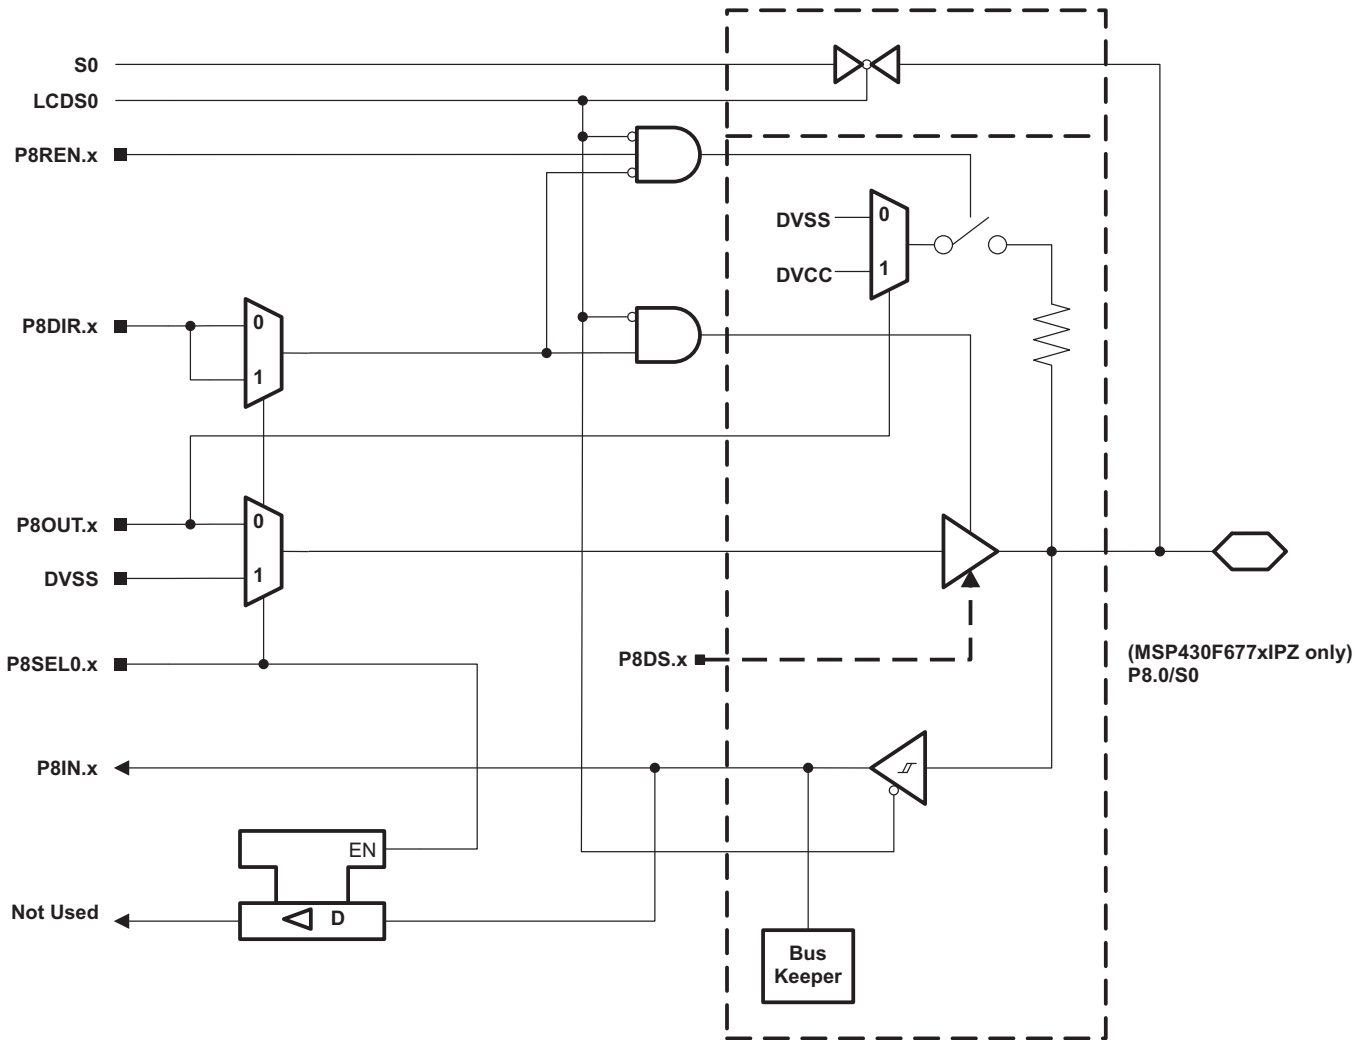 S0
LCDS0
P8REN.x
DVSS
0
DVCC
1
P8DIR.x
0
1
P8OUT.x
0
DVSS
1
P8SEL0.x
P8DS.x
(MSP430F677xIPZ only)
P8.0/S0
P8IN.x
EN
Not Used
D
Bus
Keeper